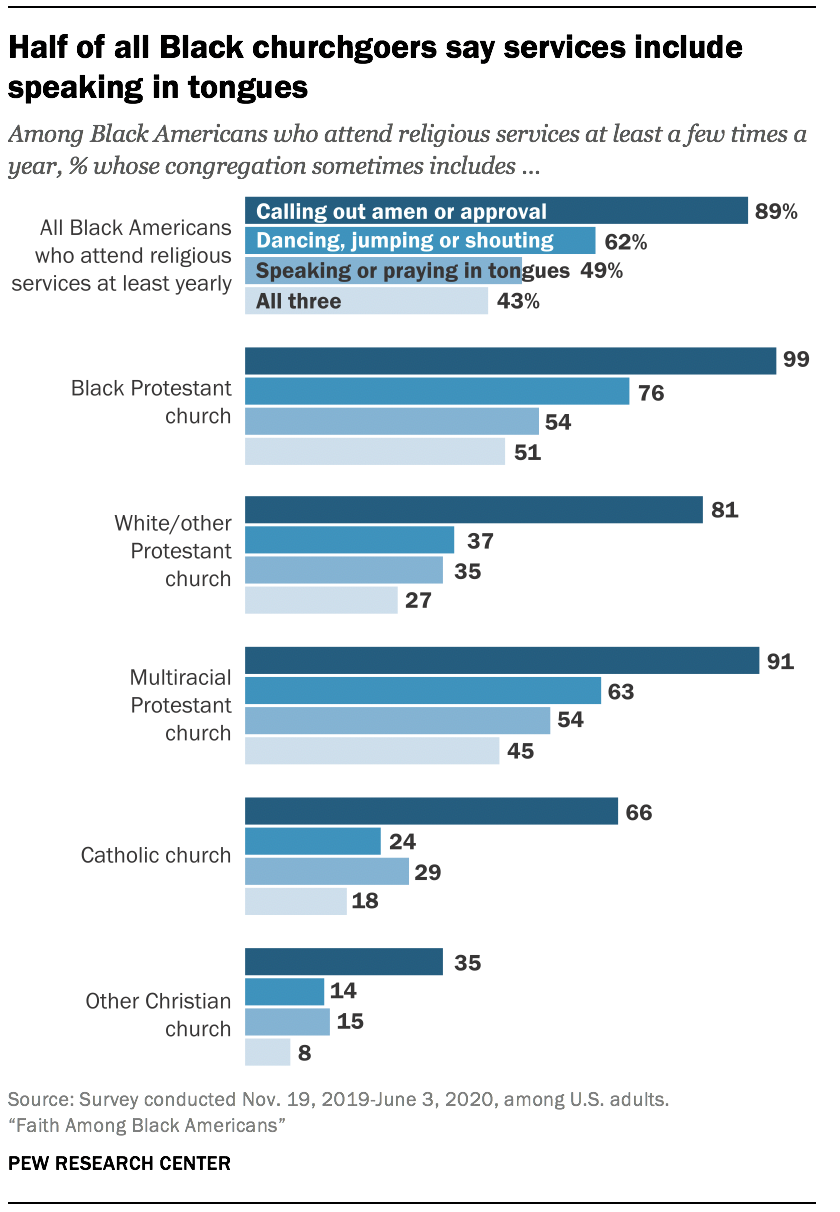 Half of all Black churchgoers say services include
speaking in tongues
Among Black Americans who attend religious services at least a few times a
year, % whose congregation sometimes includes ...
All Black Americans
who attend religious
services at least yearly
Calling out amen or approval 89%
Dancing, jumping or shouting 62%
Speaking or praying in tongues 49%
All three 43%
Black Protestant
church
99
76
54
51
White/other
Protestant
church
81
37
35
27
Multiracial
Protestant
church
91
63
54
45
Catholic church
66
24
29
18
Other Christian
church
35
14
15
8
Source: Survey conducted Nov. 19, 2019-June 3, 2020, among U.S. adults.
“Faith Among Black Americans”
PEW RESEARCH CENTER